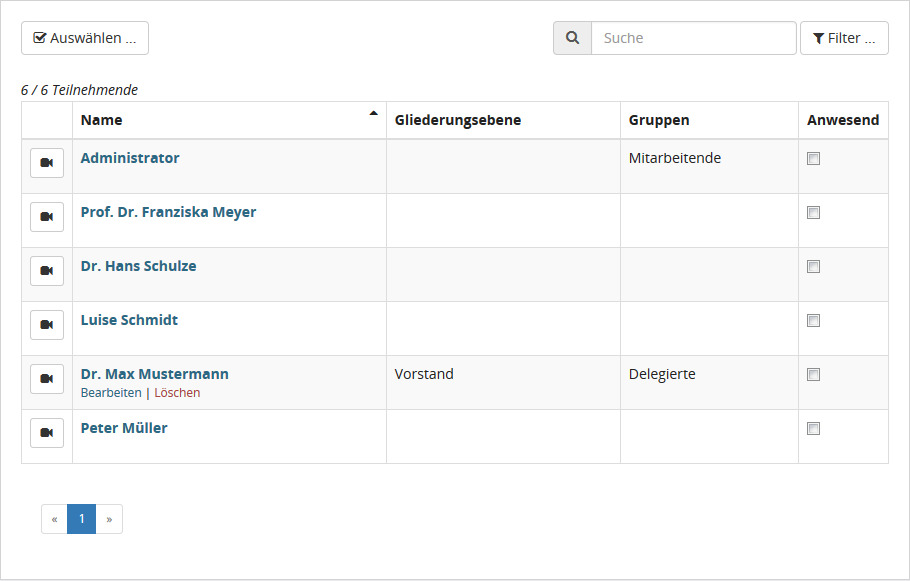 Auswählen ...
Suche
Filter ...
6 / 6 Teilnehmende
Name Gliederungsebene Gruppen Anwesend
Administrator Mitarbeitende
Prof. Dr. Franziska Meyer
Dr. Hans Schulze
Luise Schmidt
Dr. Max Mustermann Vorstand Delegierte
Bearbeiten | Löschen
Peter Müller
« 1 »